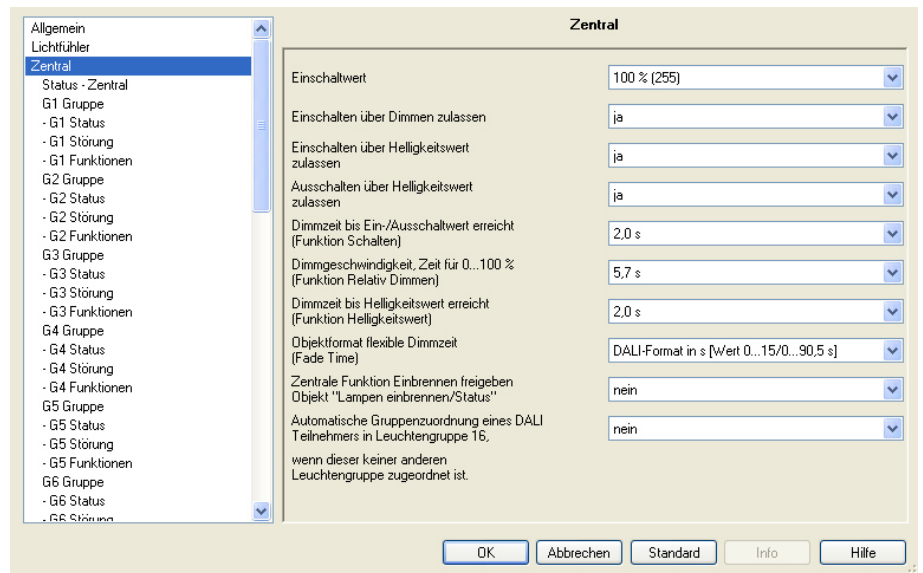 Allgemein
Lichtfühler
Zentral
Status - Zentral
G1 Gruppe
- G1 Status
- G1 Störung
- G1 Funktionen
G2 Gruppe
- G2 Status
- G2 Störung
- G2 Funktionen
G3 Gruppe
- G3 Status
- G3 Störung
- G3 Funktionen
G4 Gruppe
- G4 Status
- G4 Störung
- G4 Funktionen
G5 Gruppe
- G5 Status
- G5 Störung
- G5 Funktionen
G6 Gruppe
- G6 Status
- G6 Störung
Zentral
Einschaltwert
100 % (255)
Einschalten über Dimmen zulassen
ja
Einschalten über Helligkeitswert
zulassen
ja
Ausschalten über Helligkeitswert
zulassen
ja
Dimmzeit bis Ein-/Ausschaltwert erreicht
(Funktion Schalten)
2,0 s
Dimmgeschwindigkeit, Zeit für 0...100 %
(Funktion Relativ Dimmen)
5,7 s
Dimmzeit bis Helligkeitswert erreicht
(Funktion Helligkeitswert)
2,0 s
Objektformat flexible Dimmzeit
(Fade Time)
DALI-Format in s [Wert 0...15/0...90,5 s]
Zentrale Funktion Einbrennen freigeben
Objekt "Lampen einbrennen/Status"
nein
Automatische Gruppenzuordnung eines DALI
Teilnehmers in Leuchtengruppe 16,
nein
wenn dieser keiner anderen
Leuchtengruppe zugeordnet ist.
OK
Abbrechen
Standard
Info
Hilfe